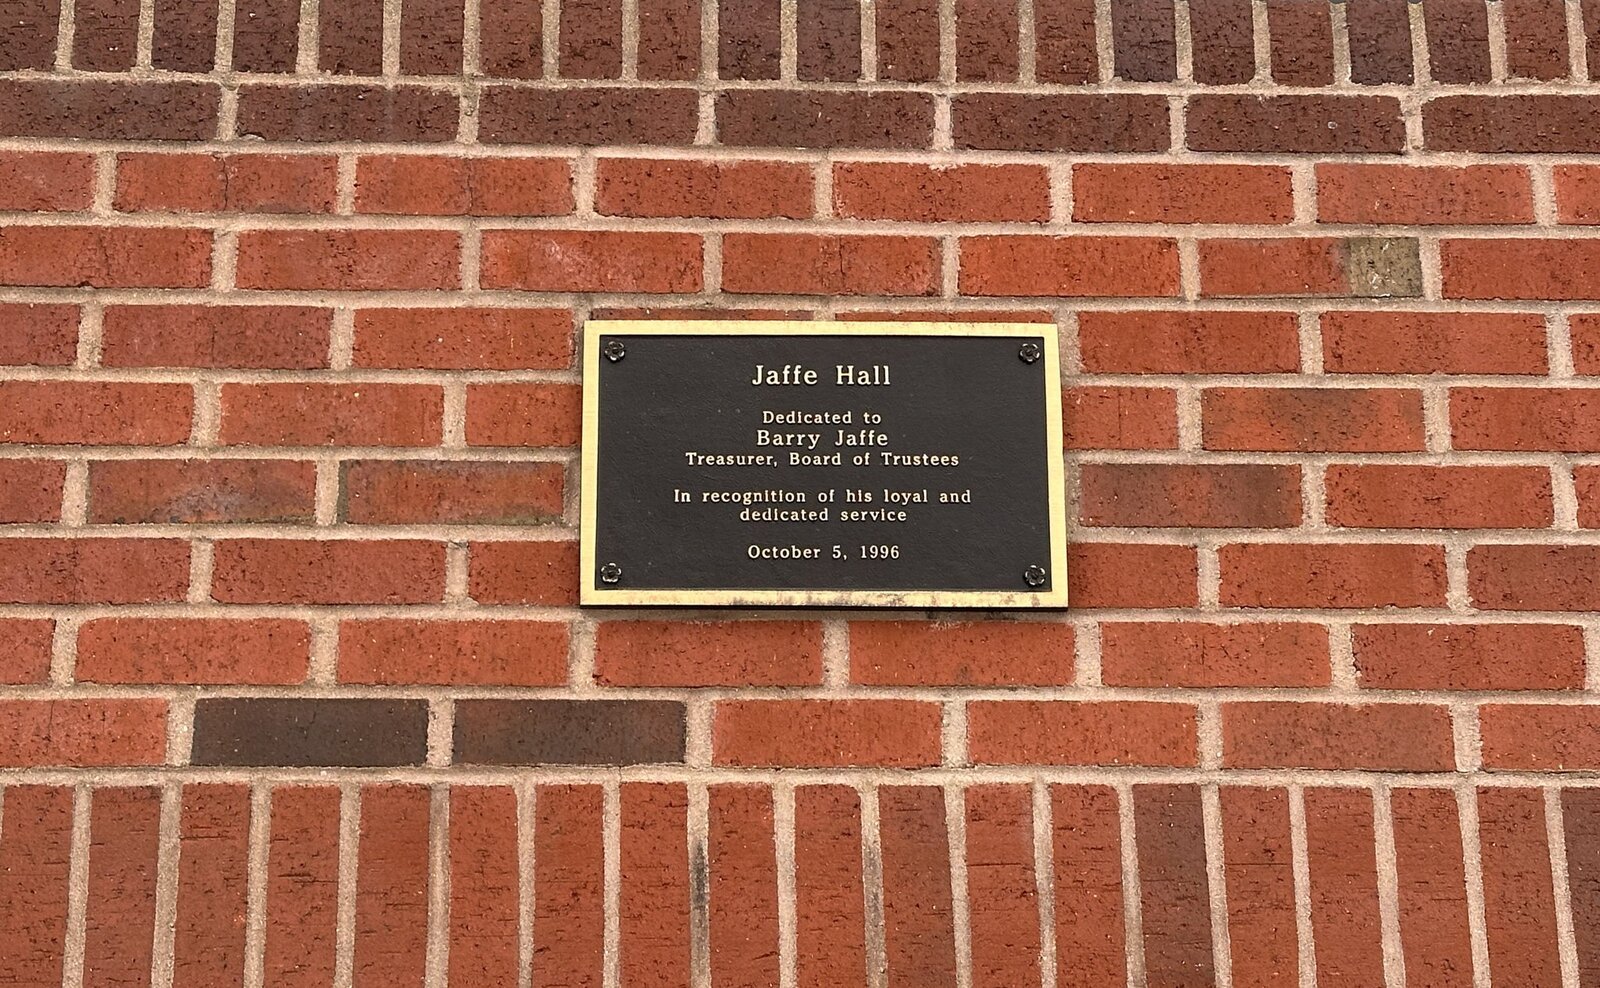 Jaffe Hall
Dedicated to
Barry Jaffe
Treasurer, Board of Trustees
In recognition of his loyal and
dedicated service
October 5, 1996